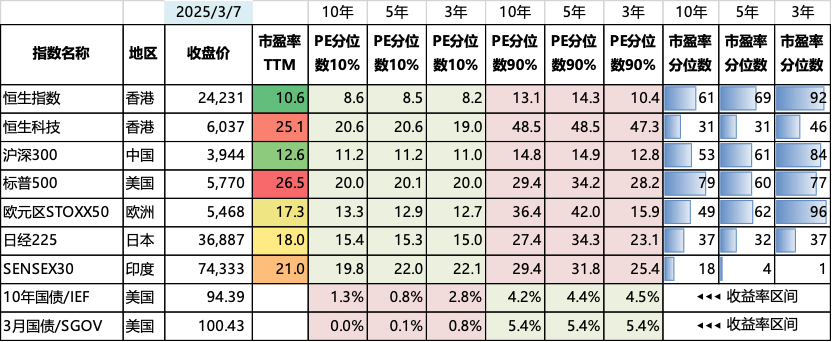 2025/3/7 10年 5年 3年 10年 5年 3年 10年 5年 3年
指数名称 地区 收盘价 市盈率 PE分位 PE分位 PE分位 PE分位 PE分位 PE分位 市盈率 市盈率 市盈率
TTM 数10% 数10% 数10% 数90% 数90% 数90% 分位数 分位数 分位数
恒生指数 香港 24,231 10.6 8.6 8.5 8.2 13.1 14.3 10.4 61 69 92
恒生科技 香港 6,037 25.1 20.6 20.6 19.0 48.5 48.5 47.3 31 31 46
沪深300 中国 3,944 12.6 11.2 11.2 11.0 14.8 14.9 12.8 53 61 84
标普500 美国 5,770 26.5 20.0 20.1 20.0 29.4 34.2 28.2 79 60 77
欧元区STOXX50 欧洲 5,468 17.3 13.3 12.9 12.7 36.4 42.0 15.9 49 62 96
日经225 日本 36,887 18.0 15.4 15.3 15.0 27.4 34.3 23.1 37 32 37
SENSEX30 印度 74,333 21.0 19.8 22.0 22.1 29.4 31.8 25.4 18 4 1
10年国债/IEF 美国 94.39 1.3% 0.8% 2.8% 4.2% 4.4% 4.5% ◄◄◄ 收益率区间
3月国债/SGOV 美国 100.43 0.0% 0.1% 0.8% 5.4% 5.4% 5.4% ◄◄◄ 收益率区间